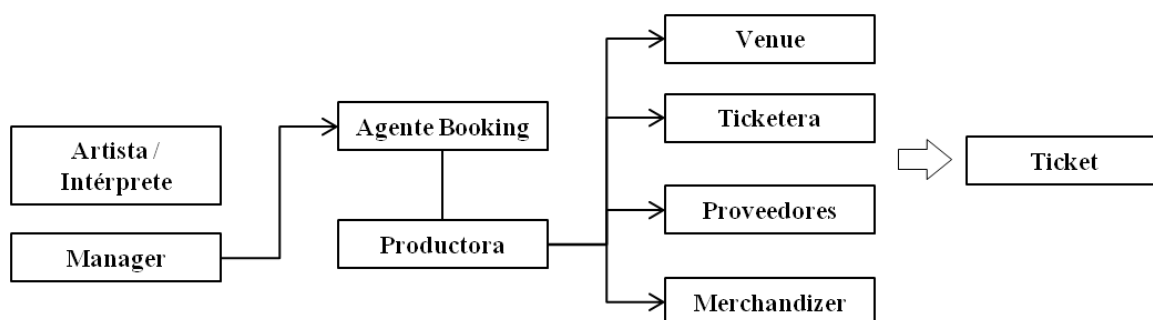 Artista /
Intérprete
Manager
Agente Booking
Productora
Venue
Ticketera
Proveedores
Merchandizer
Ticket